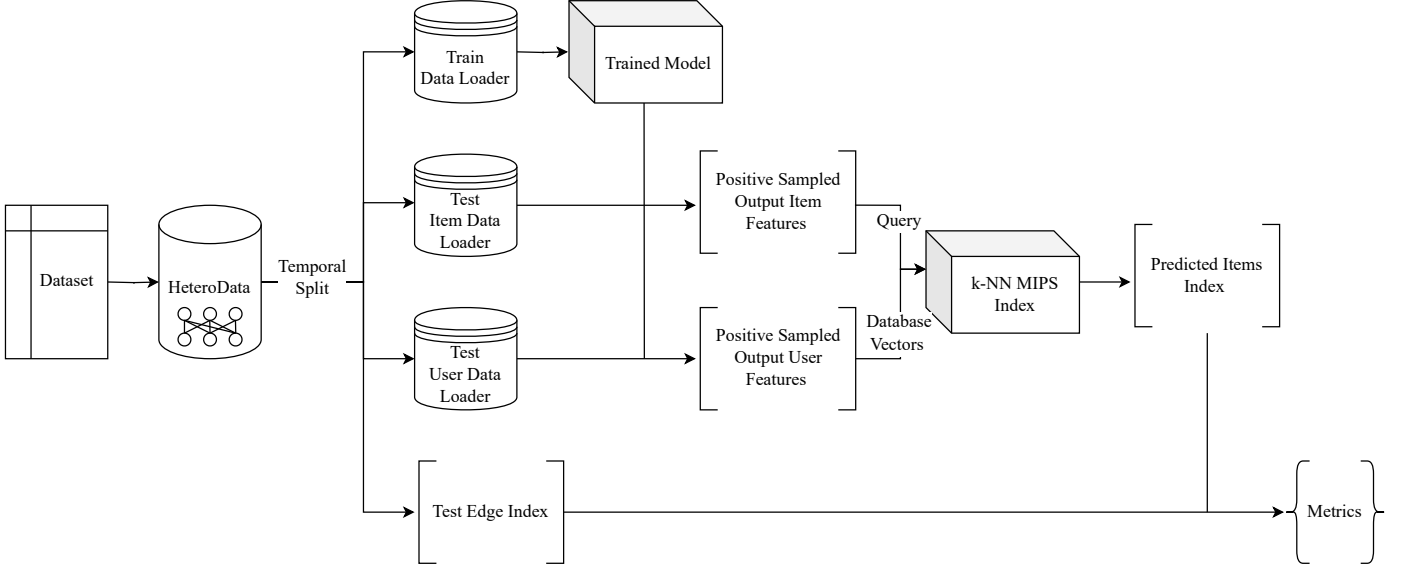 Train
Data Loader
Trained Model
Test
Item Data
Loader
Positive Sampled
Output Item
Features
Query
Dataset
HeteroData
Temporal
Split
k-NN MIPS
Index
Predicted Items
Index
Test
User Data
Loader
Positive Sampled
Output User
Features
Database
Vectors
Test Edge Index
Metrics